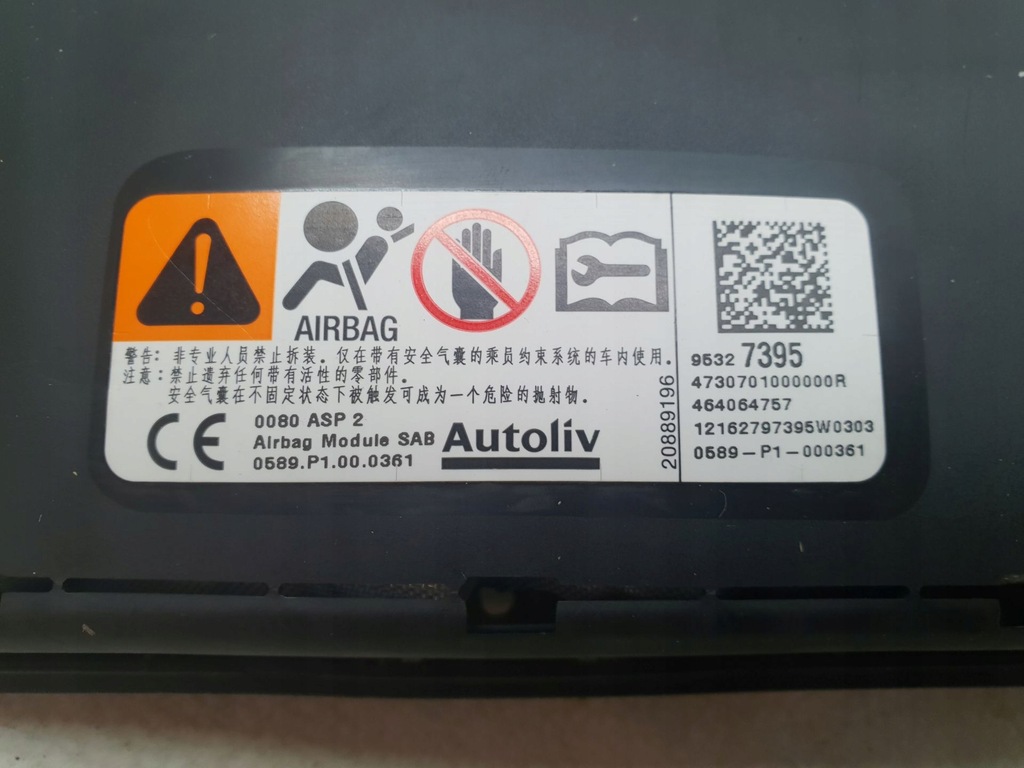 AIRBAG
警告: 非专业人员禁止拆装。仅在带有安全气囊的乘员约束系统的车内使用。
注意: 禁止遗弃任何带有活性的零部件。
安全气囊在不固定状态下被触发可成为一个危险的抛射物。
CE
0080 ASP 2
Airbag Module SAB
0589.P1.00.0361
Autoliv
20889196
9532 7395
4730701000000R
464064757
12162797395W0303
0589-P1-000361